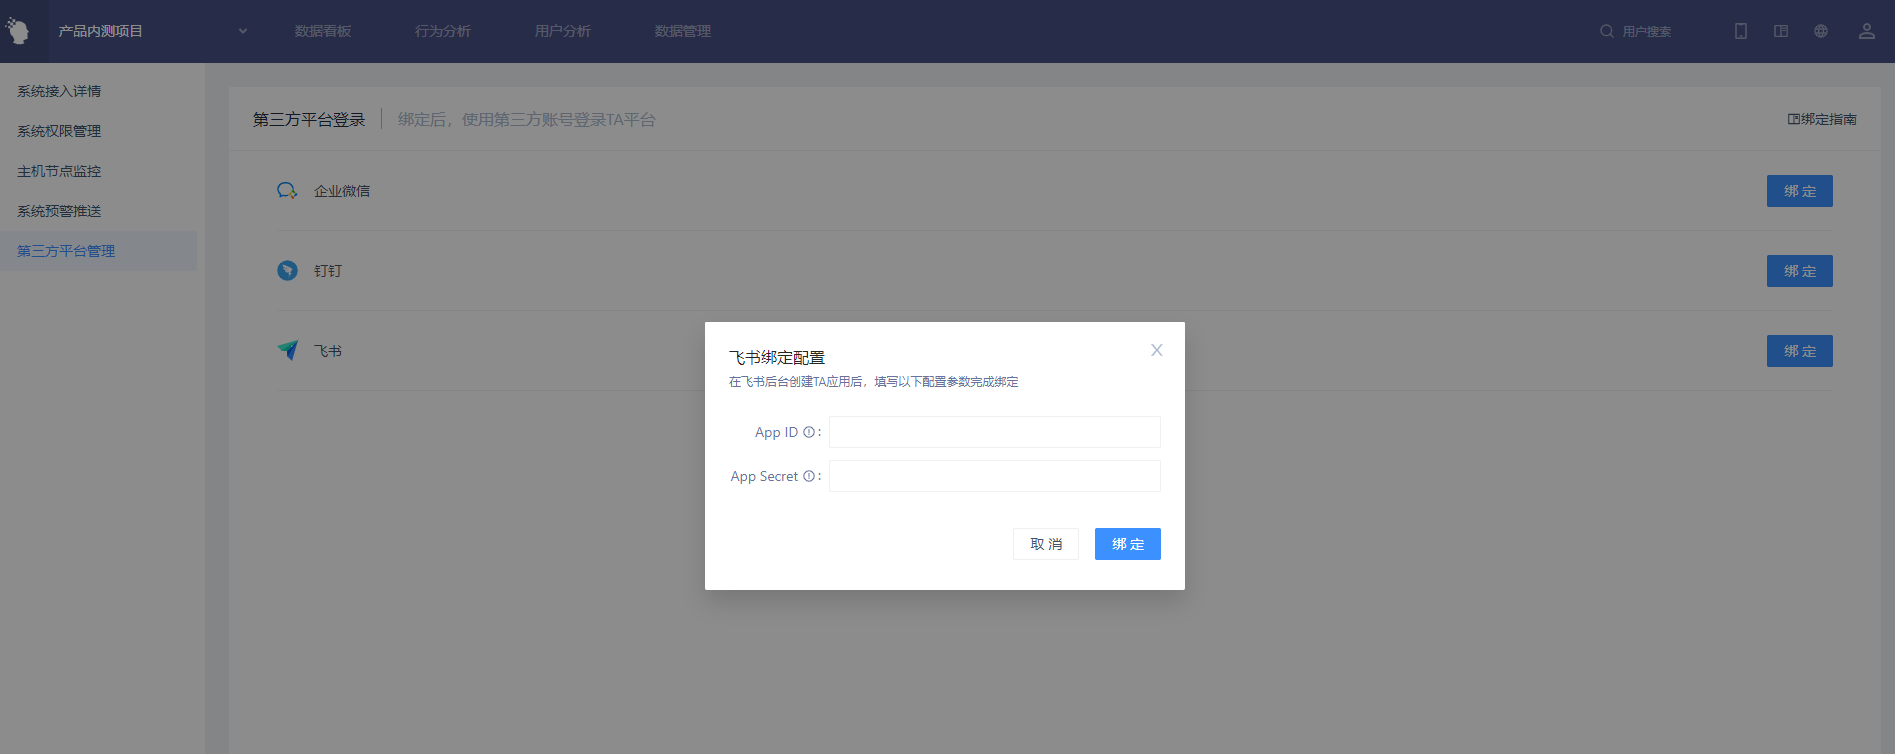 产品内测项目
数据看板
行为分析
用户分析
数据管理
用户搜索
系统接入详情
系统权限管理
主机节点监控
系统预警推送
第三方平台管理
第三方平台登录
绑定后，使用第三方账号登录TA平台
绑定指南
企业微信
绑 定
钉钉
绑 定
飞书
绑 定
飞书绑定配置
在飞书后台创建TA应用后，填写以下配置参数完成绑定
App ID :
App Secret :
取 消
绑 定